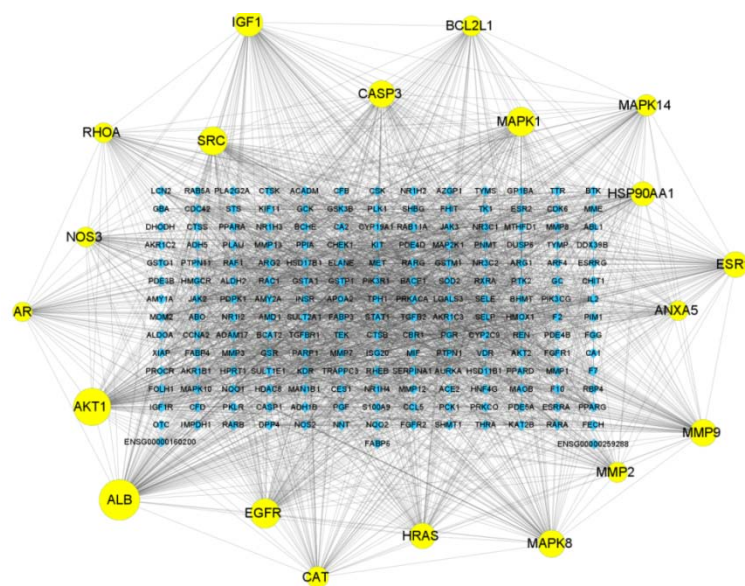 IGF1
BCL2L1
CASP3
MAPK14
RHOA
MAPK1
SRC
HSP90AA1
NOS3
ESR
AR
ANXA5
AKT1
MMP9
MMP2
ALB
EGFR
HRAS
MAPK8
CAT
LCN2 RAB5A PLA2G2A CTSK ACADM CFB CSK NR1H2 AZGP1 TYMS GP1BA TTR BTK
GBA CDC42 STS KIF11 GCK GSK3B PLK1 SHBG FHIT TK1 ESR2 CDK6 MME
DHODH CTSS PPARA NR1H3 BCHE CA2 CYP19A1 RAB11A JAK3 NR3C1 MTHFD1 MMP8 ABL1
AKR1C2 ADH5 PLAU MMP13 PPIA CHEK1 KIT PDE4D MAP2K1 PNMT DUSP6 TYMP DDX39B
GSTO1 PTPN11 RAF1 ARG2 HSD17B1 ELANE MET RARG GSTM1 NR3C2 ARG1 ARF4 ESRRG
PDE5B HMGCR ALDH2 RAC1 GSTA1 GSTP1 PIK3R1 BACE1 SOD2 RXRA PTK2 GC CHIT1
AMY1A JAK2 PDPK1 AMY2A INSR APOA2 TPH1 PRKACA LGALS3 SELE BHMT PIK3CG IL2
MDM2 ABO NR1I2 AMD1 SULT2A1 FABP3 STAT1 TGFB2 AKR1C3 SELP HMOX1 F2 PIM1
ALDOA CCNA2 ADAM17 BCAT2 TGFBR1 TEK CTSB CBR1 PGR CYP2C9 REN PDE4B FGG
XIAP FABP4 MMP3 GSR PARP1 MMP7 ISG20 MIF PTPN1 VDR AKT2 FGFR1 CA1
PROCR AKR1B1 HPRT1 SULT1E1 KDR TRAPPC3 RHEB SERPINA1 AURKA HSD11B1 PPARD MMP1 F7
FOLH1 MAPK10 NQO1 HDAC8 MAN1B1 CES1 NR1H4 MMP12 ACE2 HNF4G MAOB F10 RBP4
IGF1R CFD PKLR CASP1 ADH1B PGF S100A9 CCL5 PCK1 PRKCQ PDE5A ESRRA PPARG
OTC IMPDH1 RARB DPP4 NOS2 NNT NQO2 FGFR2 SHMT1 THRA KAT2B RARA FECH
ENSG00000160200 FABP6 ENSG00000259288